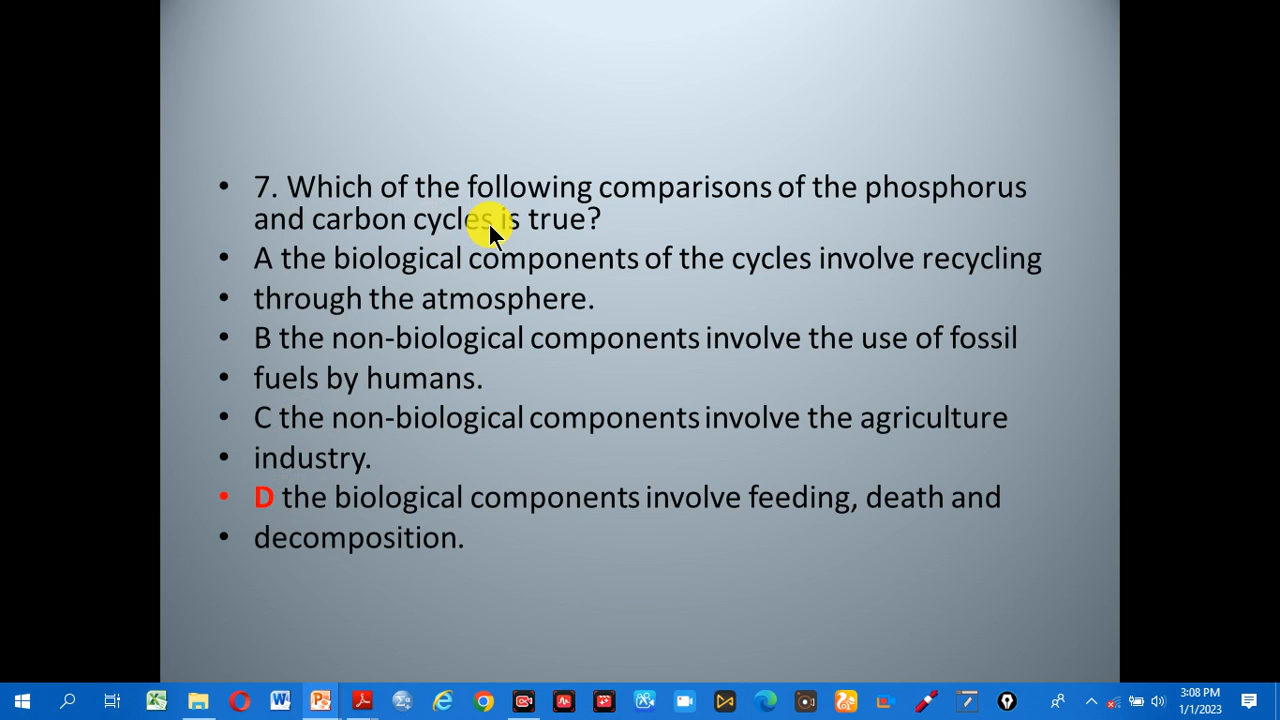 7. Which of the following comparisons of the phosphorus
and carbon cycles is true?
A the biological components of the cycles involve recycling
through the atmosphere.
B the non-biological components involve the use of fossil
fuels by humans.
C the non-biological components involve the agriculture
industry.
D the biological components involve feeding, death and
decomposition.
3:08 PM
1/1/2023